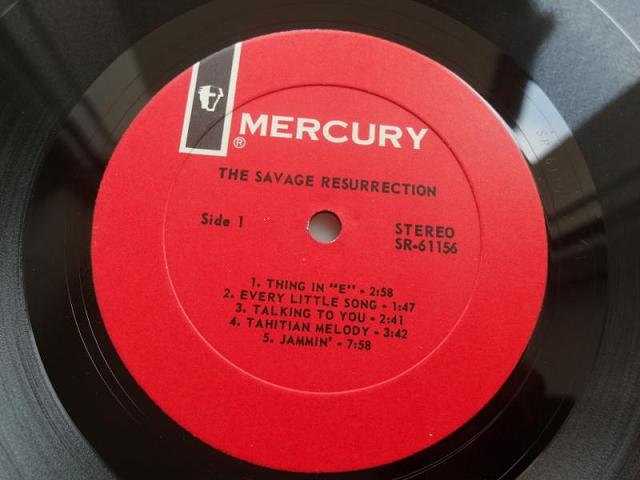 MERCURY
®
THE SAVAGE RESURRECTION
Side 1
STEREO
SR-61156
1. THING IN "E" - 2:58
2. EVERY LITTLE SONG - 1:47
3. TALKING TO YOU - 2:41
4. TAHITIAN MELODY - 3:42
5. JAMMIN' - 7:58